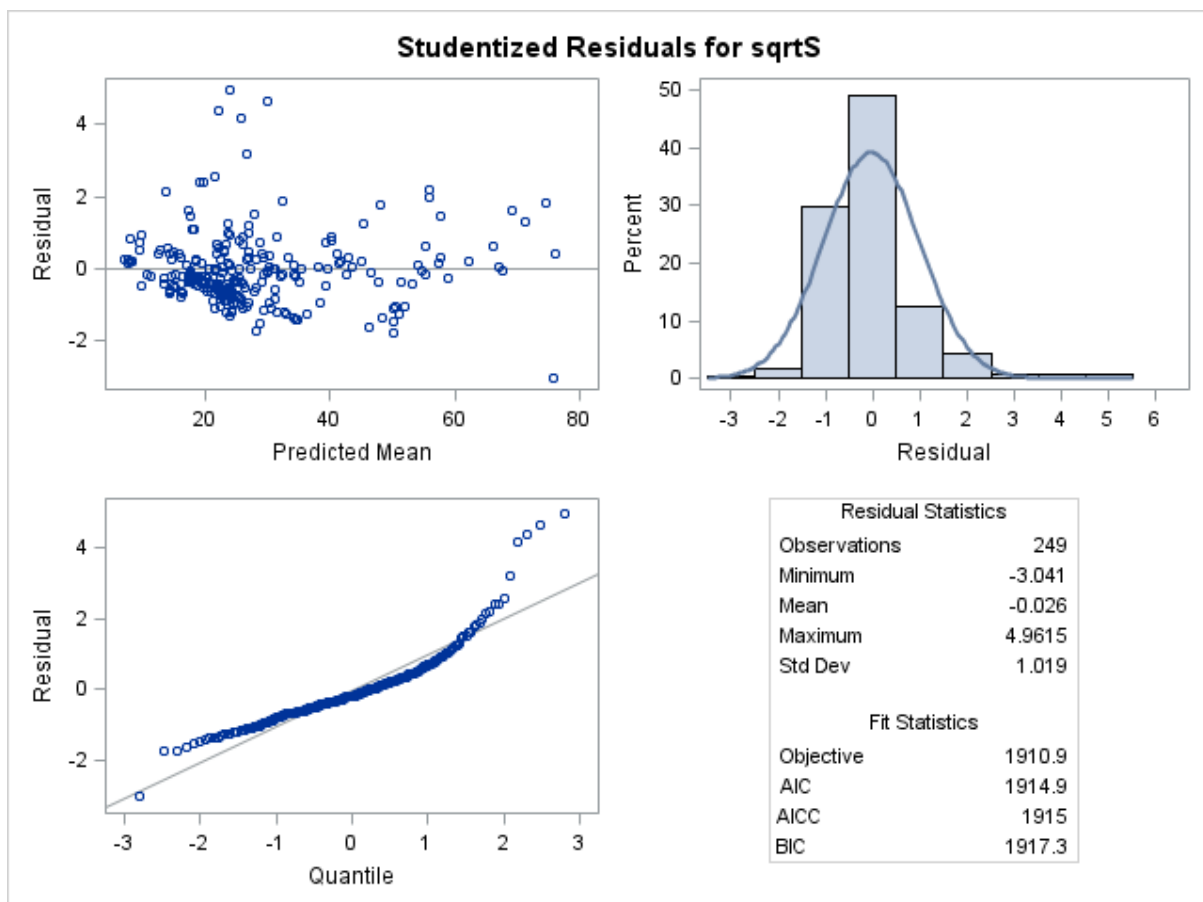 Studentized Residuals for sqrtS
4
2
0
-2
Residual
20 40 60 80
Predicted Mean
50
40
30
20
10
0
Percent
-3 -2 -1 0 1 2 3 4 5 6
Residual
4
2
0
-2
Residual
-3 -2 -1 0 1 2 3
Quantile
Residual Statistics
Observations 249
Minimum -3.041
Mean -0.026
Maximum 4.9615
Std Dev 1.019
Fit Statistics
Objective 1910.9
AIC 1914.9
AICC 1915
BIC 1917.3